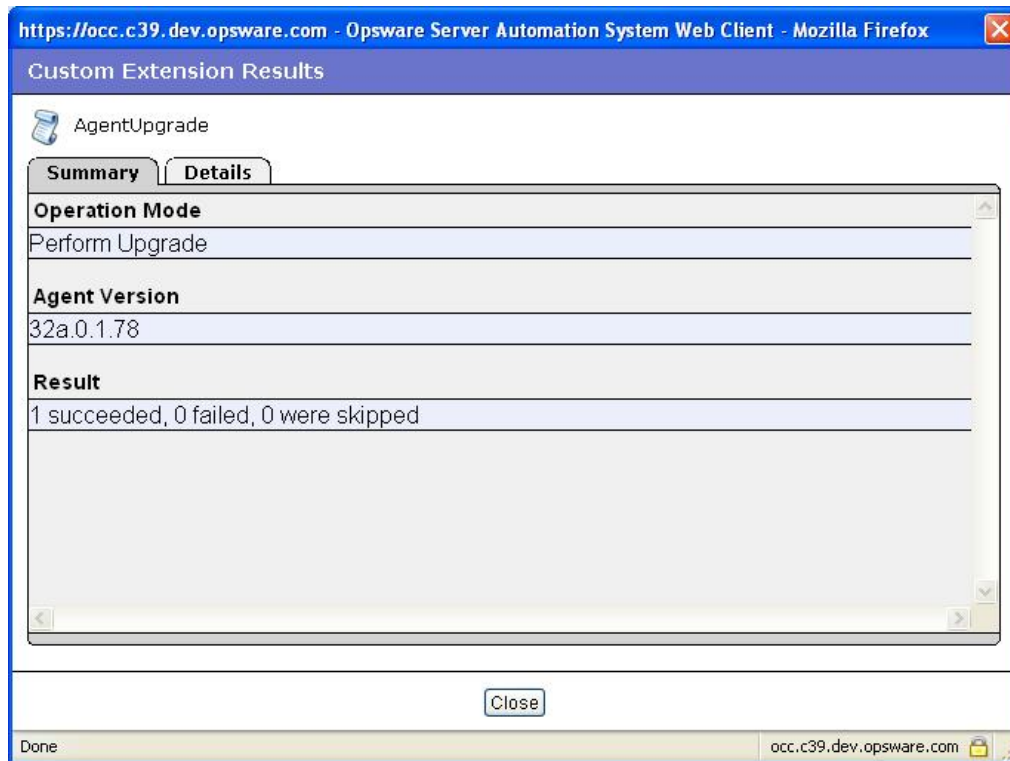 https://occ.c39.dev.opsware.com - Opsware Server Automation System Web Client - Mozilla Firefox
Custom Extension Results
AgentUpgrade
Summary Details
Operation Mode
Perform Upgrade
Agent Version
32a.0.1.78
Result
1 succeeded, 0 failed, 0 were skipped
Close
Done occ.c39.dev.opsware.com